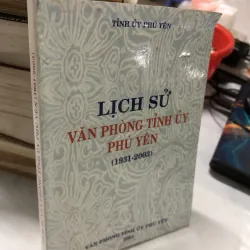 TỈNH ỦY PHÚ YÊN
LỊCH SỬ
VĂN PHÒNG TỈNH ỦY
PHÚ YÊN
(1931-2003)
VĂN PHÒNG TỈNH ỦY PHÚ YÊN